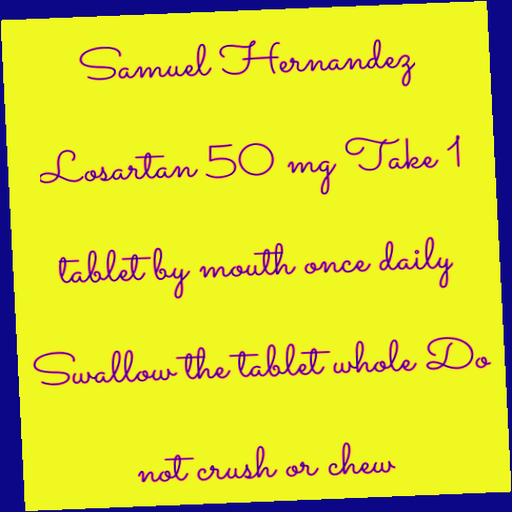 Samuel Hernandez
Losartan 50 mg Take 1
tablet by mouth once daily
Swallow the tablet whole Do
not crush or chew